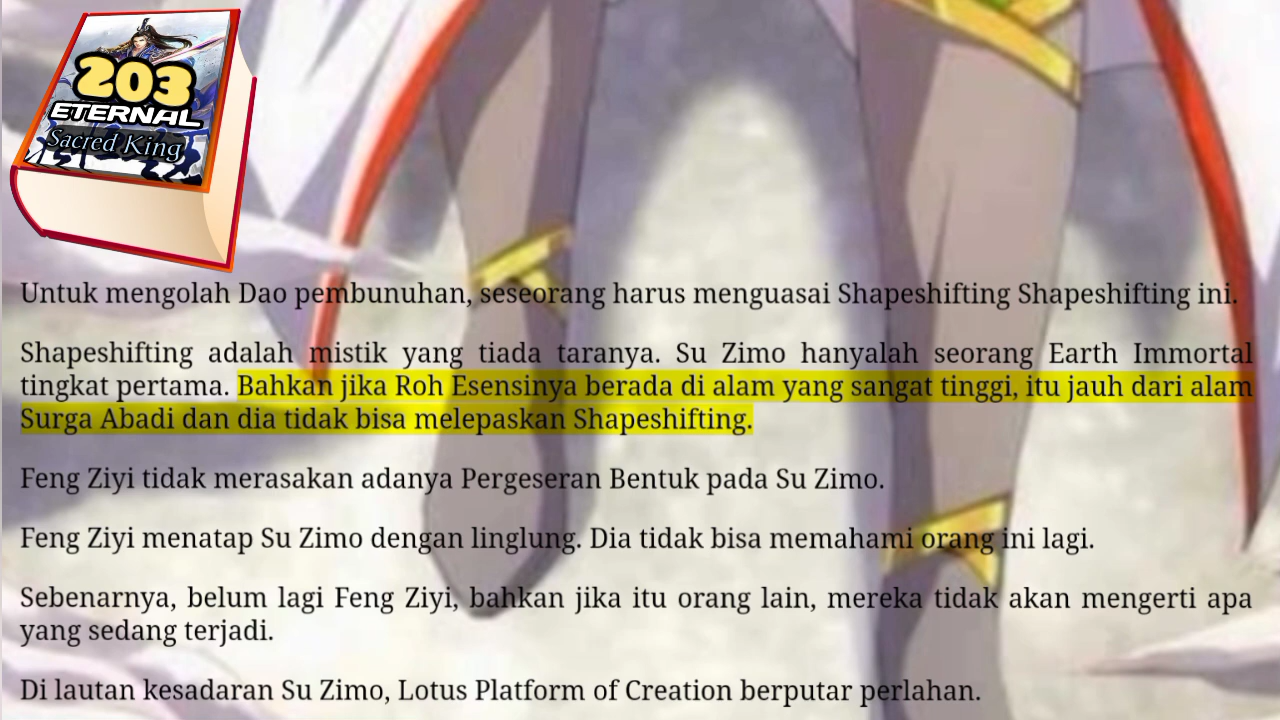 203
ETERNAL
Sacred King
Untuk mengolah Dao pembunuhan, seseorang harus menguasai Shapeshifting Shapeshifting ini.
Shapeshifting adalah mistik yang tiada taranya. Su Zimo hanyalah seorang Earth Immortal
tingkat pertama. Bahkan jika Roh Esensinya berada di alam yang sangat tinggi, itu jauh dari alam
Surga Abadi dan dia tidak bisa melepaskan Shapeshifting.
Feng Ziyi tidak merasakan adanya Pergeseran Bentuk pada Su Zimo.
Feng Ziyi menatap Su Zimo dengan linglung. Dia tidak bisa memahami orang ini lagi.
Sebenarnya, belum lagi Feng Ziyi, bahkan jika itu orang lain, mereka tidak akan mengerti apa
yang sedang terjadi.
Di lautan kesadaran Su Zimo, Lotus Platform of Creation berputar perlahan.